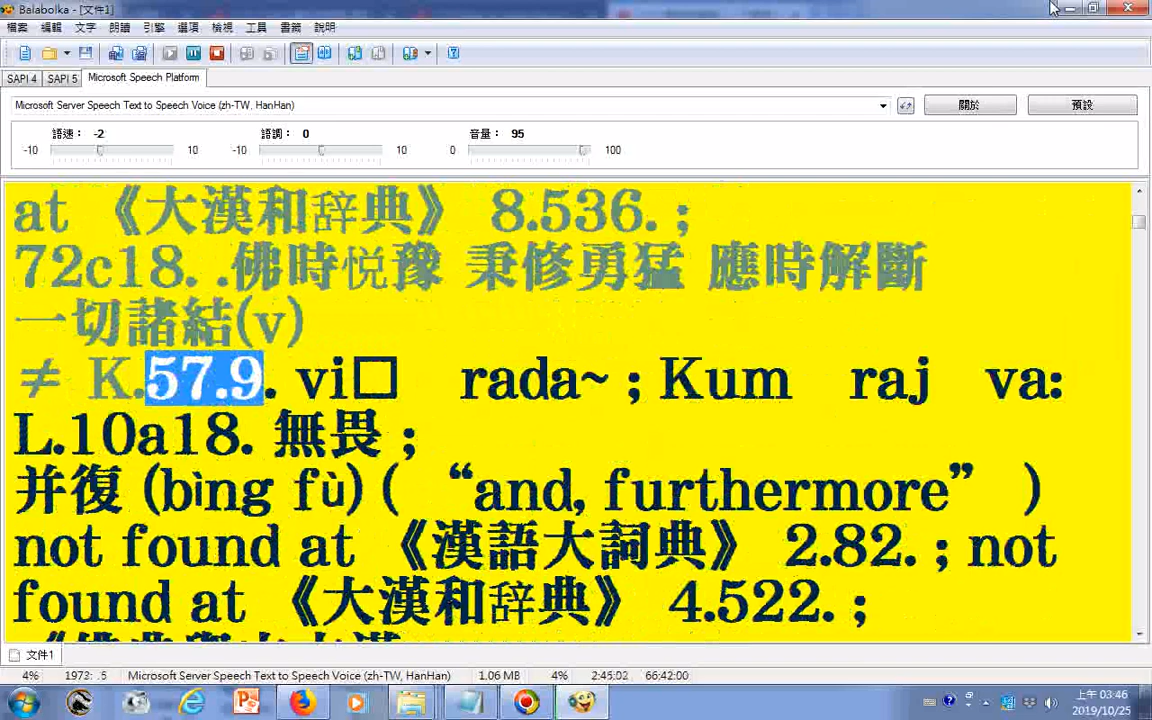 Balabolka - [文件1]
檔案 編輯 文字 朗讀 引擎 選項 檢視 工具 書籤 說明
SAPI 4 SAPI 5 Microsoft Speech Platform
Microsoft Server Speech Text to Speech Voice (zh-TW, HanHan) 關於 預設
語速： -2 語調： 0 音量： 95
-10 10 -10 10 0 100
at 《大漢和辞典》 8.536. ;
72c18. .佛時悦豫 秉修勇猛 應時解斷
一切諸結(v)
≠ K.57.9. vi□ rada~ ; Kum raj va:
L.10a18. 無畏 ;
并復 (bìng fù) ( “and, furthermore” )
not found at 《漢語大詞典》 2.82. ; not
found at 《大漢和辞典》 4.522. ;
文件1
4% 1972: .5 Microsoft Server Speech Text to Speech Voice (zh-TW, HanHan) 1.06 MB 4% 2:45:02 66:42:00
上午 03:46
2019/10/25